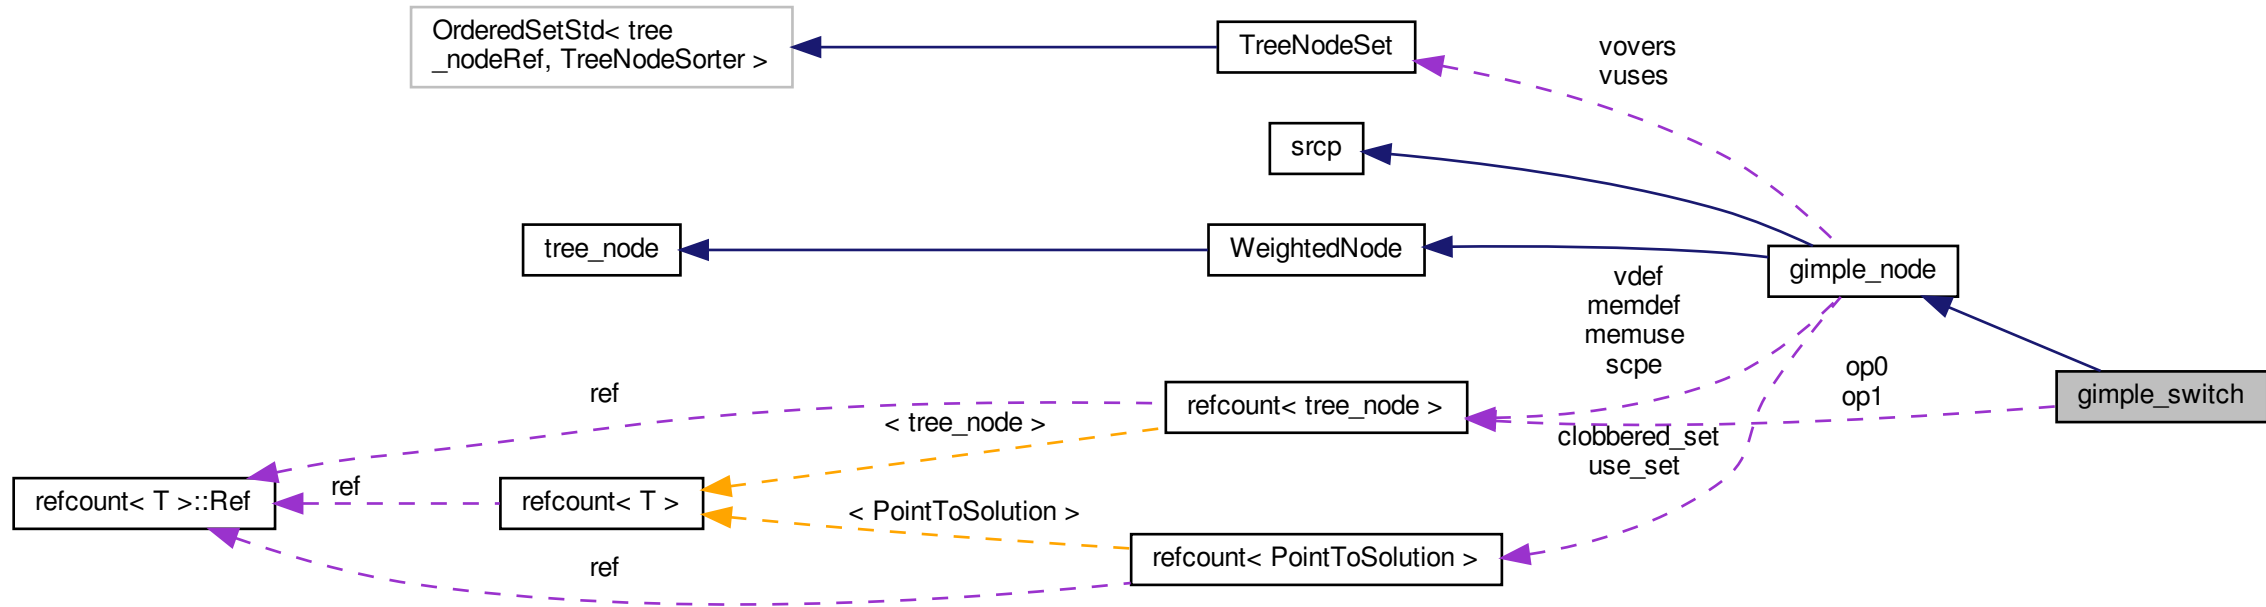 OrderedSetStd< tree
_nodeRef, TreeNodeSorter >
TreeNodeSet
vovers
vuses
srcp
tree_node
WeightedNode
gimple_node
vdef
memdef
memuse
scpe
op0
op1
gimple_switch
ref
refcount< tree_node >
< tree_node >
clobbered_set
use_set
refcount< T >::Ref
ref
refcount< T >
< PointToSolution >
refcount< PointToSolution >
ref